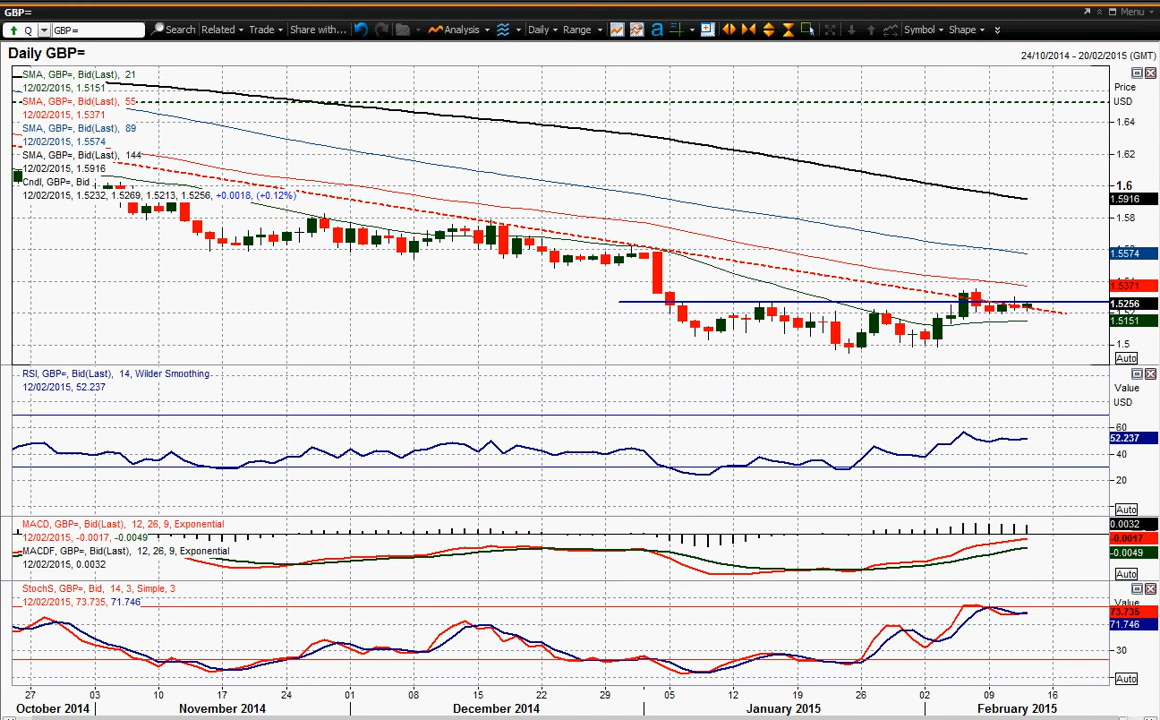 GBP=
Menu
Q GBP= Search Related Trade Share with... Analysis Daily Range a Symbol Shape
Daily GBP=
24/10/2014 - 20/02/2015 (GMT)
SMA, GBP=, Bid(Last), 21
12/02/2015, 1.5151
SMA, GBP=, Bid(Last), 55
12/02/2015, 1.5371
SMA, GBP=, Bid(Last), 89
12/02/2015, 1.5574
SMA, GBP=, Bid(Last), 144
12/02/2015, 1.5916
Cndl, GBP=, Bid
12/02/2015, 1.5232, 1.5269, 1.5213, 1.5256, +0.0018, (+0.12%)
Price
USD
1.64
1.62
1.6
1.5916
1.58
1.5574
1.5371
1.5256
1.5151
1.5
Auto
RSI, GBP=, Bid(Last), 14, Wilder Smoothing
12/02/2015, 52.237
Value
USD
60
52.237
40
20
Auto
MACD, GBP=, Bid(Last), 12, 26, 9, Exponential
12/02/2015, -0.0017, -0.0049
MACDF, GBP=, Bid(Last), 12, 26, 9, Exponential
12/02/2015, 0.0032
0.0032
-0.0017
-0.0049
Auto
StochS, GBP=, Bid, 14, 3, Simple, 3
12/02/2015, 73.735, 71.746
Value
73.735
71.746
30
Auto
27 03 10 17 24 01 08 15 22 29 05 12 19 26 02 09 16
October 2014 November 2014 December 2014 January 2015 February 2015